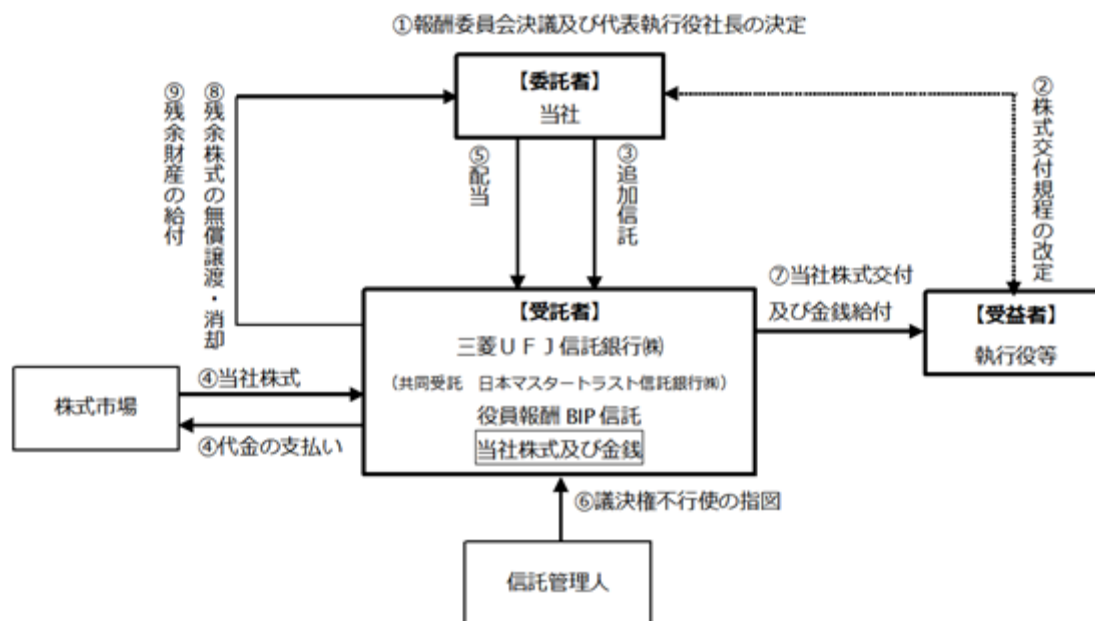 ①報酬委員会決議及び代表執行役社長の決定
【委託者】
当社
⑨残余財産の給付
⑧残余株式の無償譲渡・消却
⑤配当
③追加信託
②株式交付規程の改定
⑦当社株式交付
及び金銭給付
【受託者】
三菱UFJ信託銀行㈱
(共同受託 日本マスタートラスト信託銀行㈱)
役員報酬 BIP 信託
当社株式及び金銭
【受益者】
執行役等
株式市場
④当社株式
④代金の支払い
⑥議決権不行使の指図
信託管理人